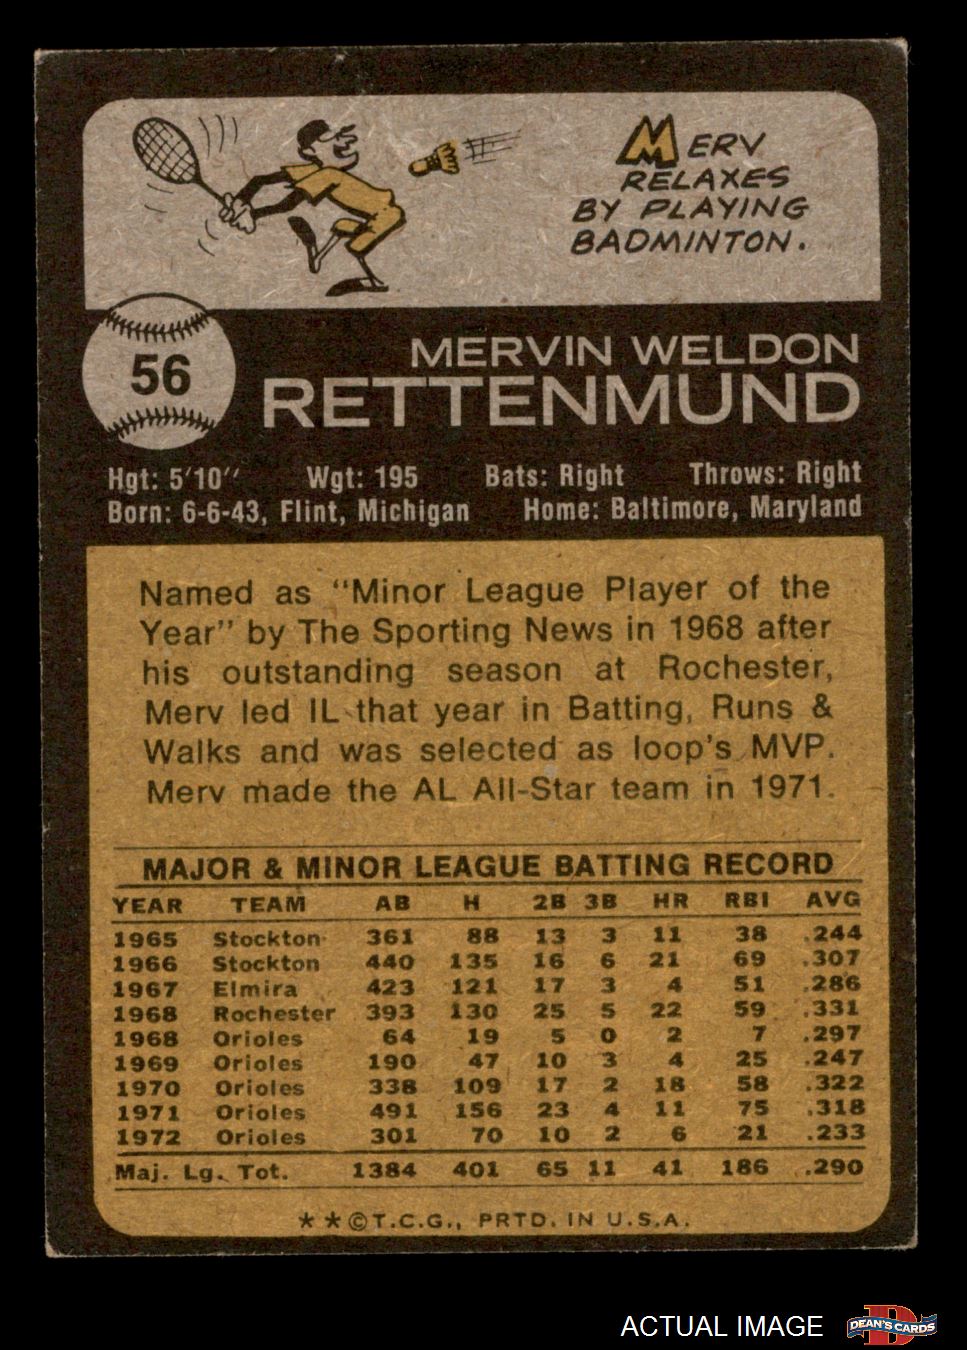 MERV
RELAXES
BY PLAYING
BADMINTON.
56
MERVIN WELDON
RETTENMUND
Hgt: 5'10'' Wgt: 195 Bats: Right Throws: Right
Born: 6-6-43, Flint, Michigan Home: Baltimore, Maryland
Named as "Minor League Player of the
Year" by The Sporting News in 1968 after
his outstanding season at Rochester,
Merv led IL that year in Batting, Runs &
Walks and was selected as loop's MVP.
Merv made the AL All-Star team in 1971.
MAJOR & MINOR LEAGUE BATTING RECORD
YEAR TEAM AB H 2B 3B HR RBI AVG
1965 Stockton 361 88 13 3 11 38 .244
1966 Stockton 440 135 16 6 21 69 .307
1967 Elmira 423 121 17 3 4 51 .286
1968 Rochester 393 130 25 5 22 59 .331
1968 Orioles 64 19 5 0 2 7 .297
1969 Orioles 190 47 10 3 4 25 .247
1970 Orioles 338 109 17 2 18 58 .322
1971 Orioles 491 156 23 4 11 75 .318
1972 Orioles 301 70 10 2 6 21 .233
Maj. Lg. Tot. 1384 401 65 11 41 186 .290
**©T.C.G., PRTD. IN U.S.A.
ACTUAL IMAGE
D
DEAN'S CARDS